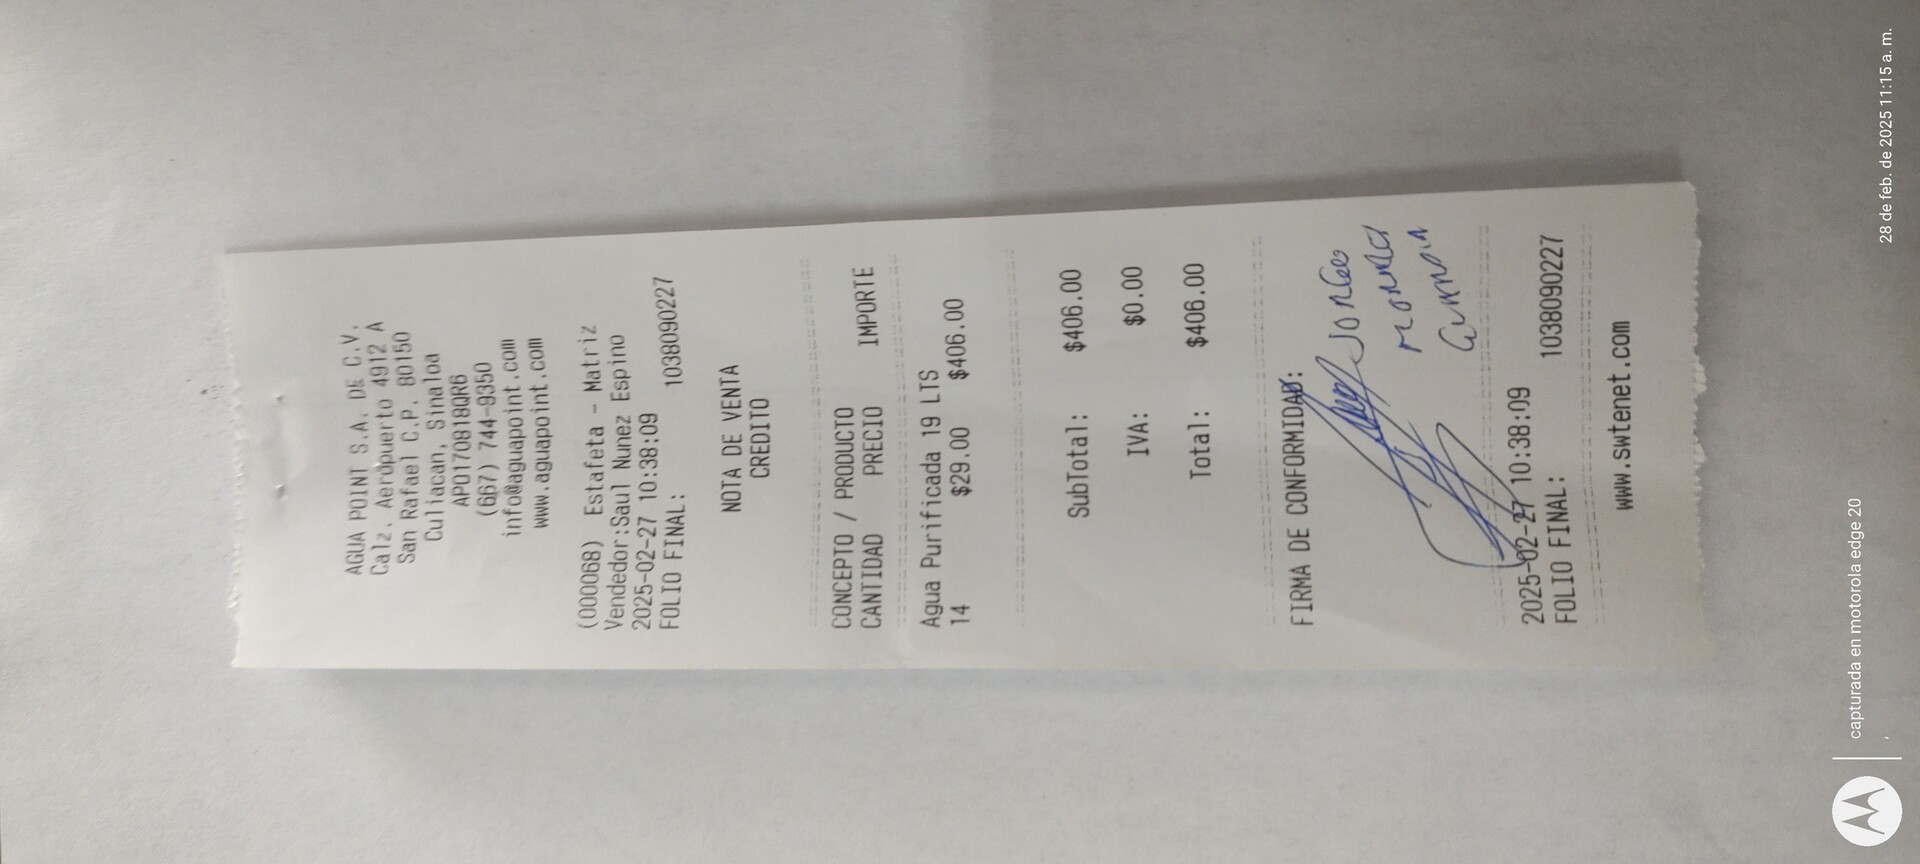 AGUA POINT S.A. DE C.V.
Calz. Aeropuerto 4912 A
San Rafael C.P. 80150
Culiacan, Sinaloa
APO170818QR6
(667) 744-9350
info@aguapoint.com
www.aguapoint.com
(000068) Estafeta - Matriz
Vendedor:Saul Nunez Espino
2025-02-27 10:38:09
FOLIO FINAL: 1038090227
NOTA DE VENTA
CREDITO
CONCEPTO / PRODUCTO
CANTIDAD PRECIO IMPORTE
Agua Purificada 19 LTS
14 $29.00 $406.00
SubTotal: $406.00
IVA: $0.00
Total: $406.00
FIRMA DE CONFORMIDAD:
2025-02-27 10:38:09
FOLIO FINAL: 1038090227
www.swtenet.com
capturada en motorola edge 20
28 de feb. de 2025 11:15 a. m.